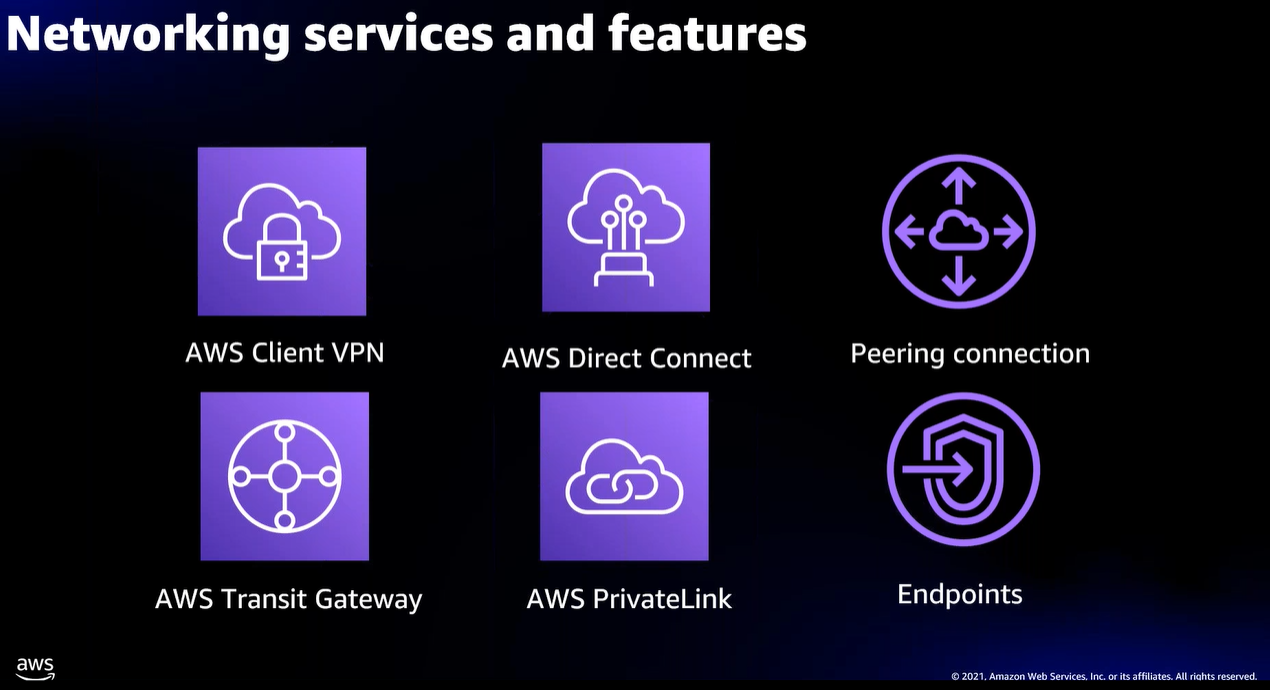 Networking services and features
AWS Client VPN
AWS Direct Connect
Peering connection
AWS Transit Gateway
AWS PrivateLink
Endpoints
aws
© 2021, Amazon Web Services, Inc. or its affiliates. All rights reserved.